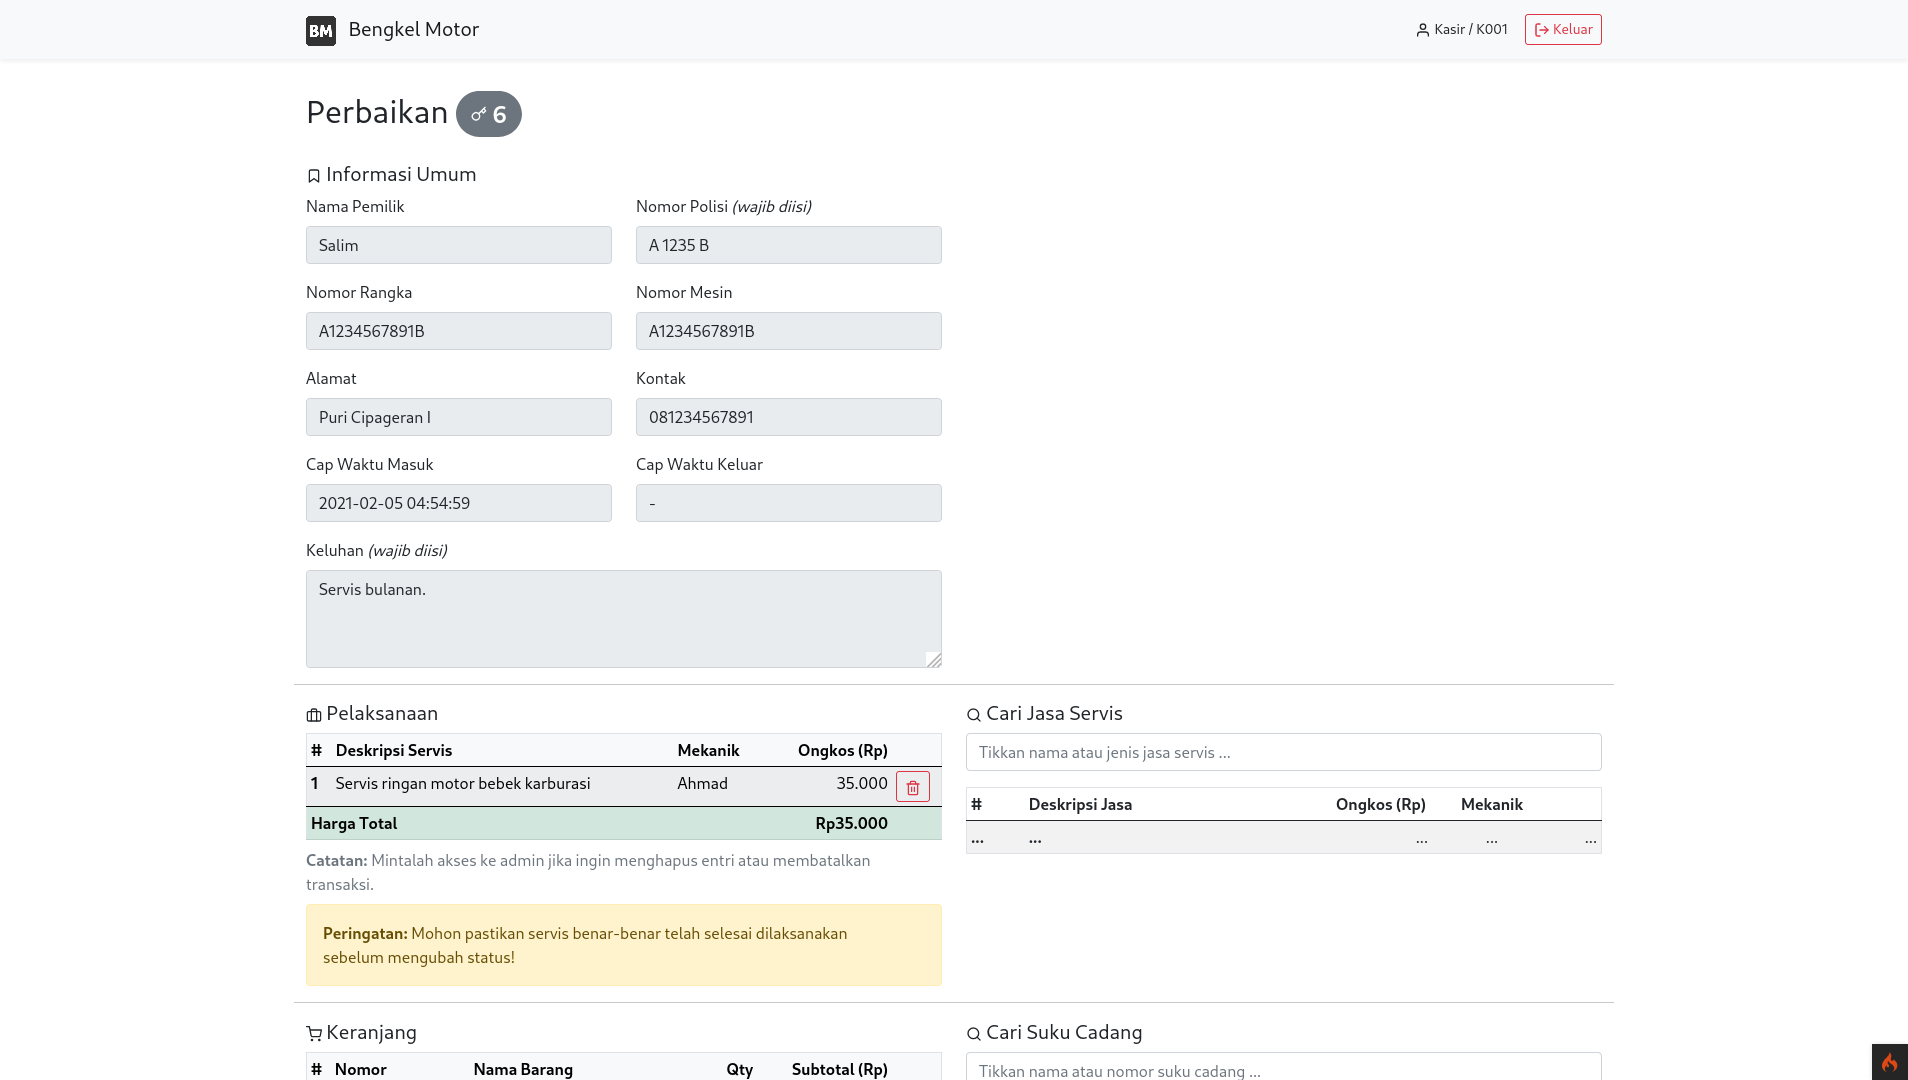 BM Bengkel Motor
Kasir / K001
Keluar
Perbaikan 6
Informasi Umum
Nama Pemilik
Nomor Polisi (wajib diisi)
Salim
A 1235 B
Nomor Rangka
Nomor Mesin
A1234567891B
A1234567891B
Alamat
Kontak
Puri Cipageran I
081234567891
Cap Waktu Masuk
Cap Waktu Keluar
2021-02-05 04:54:59
-
Keluhan (wajib diisi)
Servis bulanan.
Pelaksanaan
# Deskripsi Servis Mekanik Ongkos (Rp)
1 Servis ringan motor bebek karburasi Ahmad 35.000
Harga Total Rp35.000
Catatan: Mintalah akses ke admin jika ingin menghapus entri atau membatalkan
transaksi.
Peringatan: Mohon pastikan servis benar-benar telah selesai dilaksanakan
sebelum mengubah status!
Cari Jasa Servis
Tikkan nama atau jenis jasa servis ...
# Deskripsi Jasa Ongkos (Rp) Mekanik
... ... ... ... ...
Keranjang
# Nomor Nama Barang Qty Subtotal (Rp)
Cari Suku Cadang
Tikkan nama atau nomor suku cadang ...